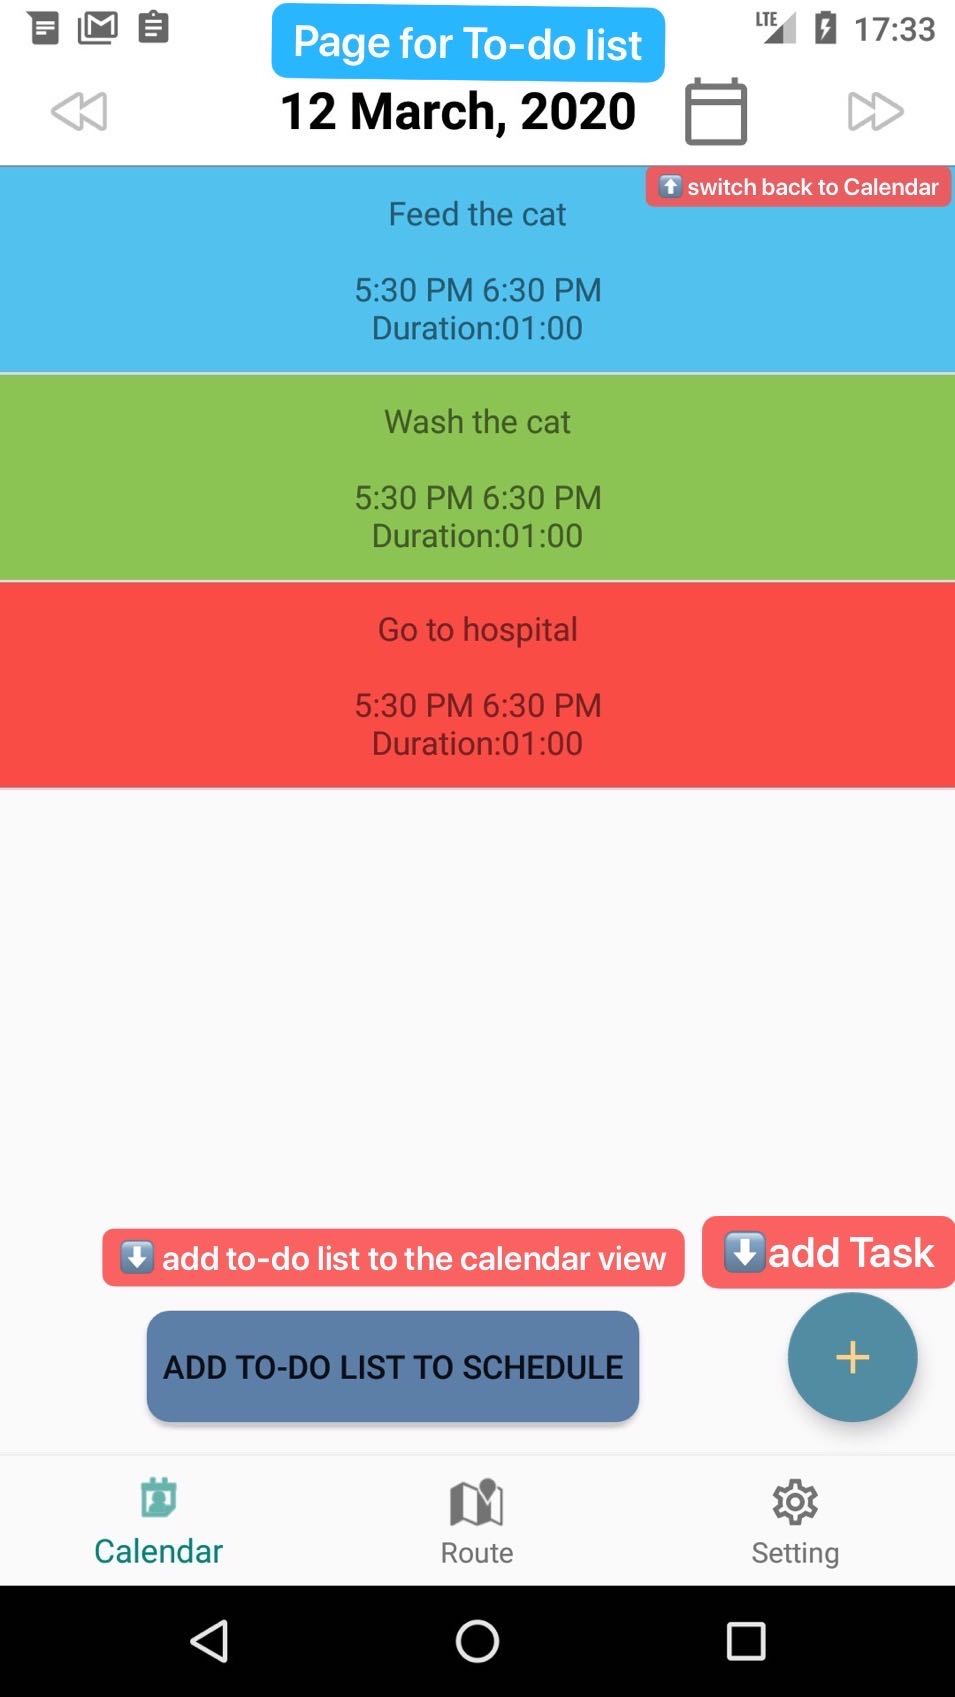 Page for To-do list
LTE 17:33
12 March, 2020
switch back to Calendar
Feed the cat
5:30 PM 6:30 PM
Duration:01:00
Wash the cat
5:30 PM 6:30 PM
Duration:01:00
Go to hospital
5:30 PM 6:30 PM
Duration:01:00
add to-do list to the calendar view
add Task
ADD TO-DO LIST TO SCHEDULE
+
Calendar
Route
Setting